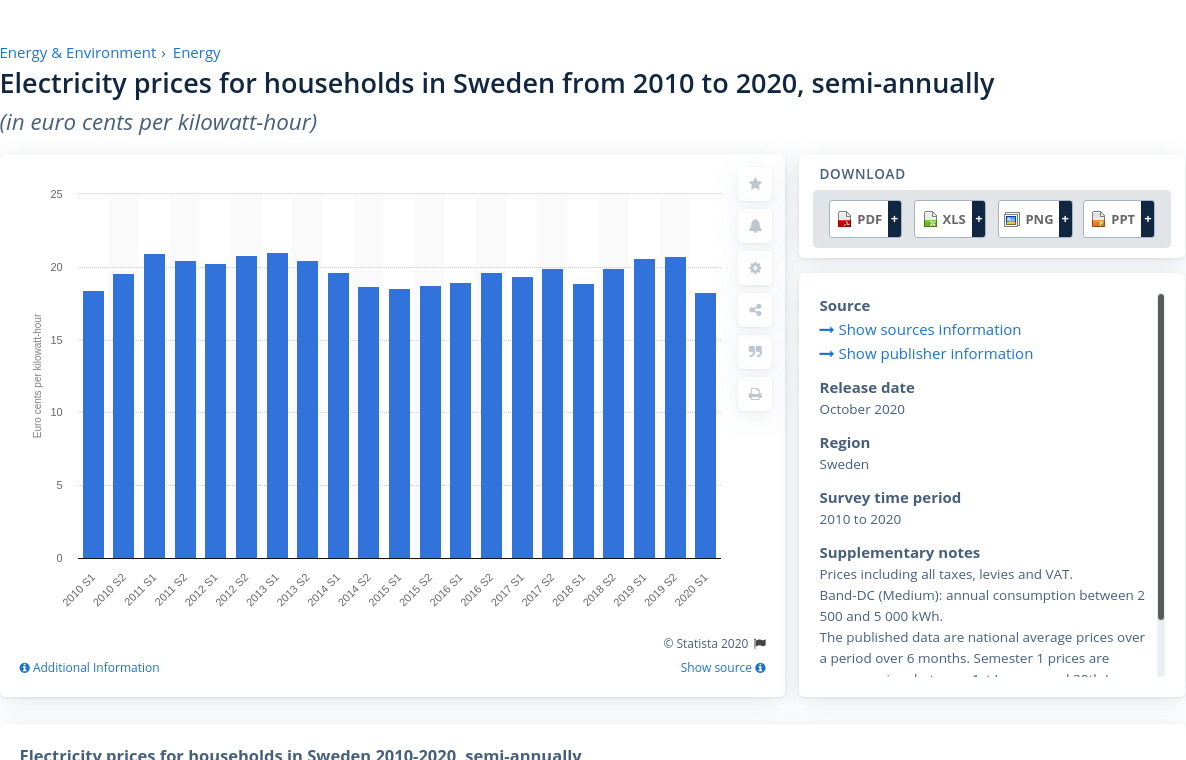 Energy & Environment › Energy
Electricity prices for households in Sweden from 2010 to 2020, semi-annually
(in euro cents per kilowatt-hour)
25
20
15
10
5
0
Euro cents per kilowatt-hour
2010 S1
2010 S2
2011 S1
2011 S2
2012 S1
2012 S2
2013 S1
2013 S2
2014 S1
2014 S2
2015 S1
2015 S2
2016 S1
2016 S2
2017 S1
2017 S2
2018 S1
2018 S2
2019 S1
2019 S2
2020 S1
© Statista 2020
Additional Information
Show source
DOWNLOAD
PDF +
XLS +
PNG +
PPT +
Source
Show sources information
Show publisher information
Release date
October 2020
Region
Sweden
Survey time period
2010 to 2020
Supplementary notes
Prices including all taxes, levies and VAT.
Band-DC (Medium): annual consumption between 2
500 and 5 000 kWh.
The published data are national average prices over
a period over 6 months. Semester 1 prices are
Electricity prices for households in Sweden 2010-2020, semi-annually